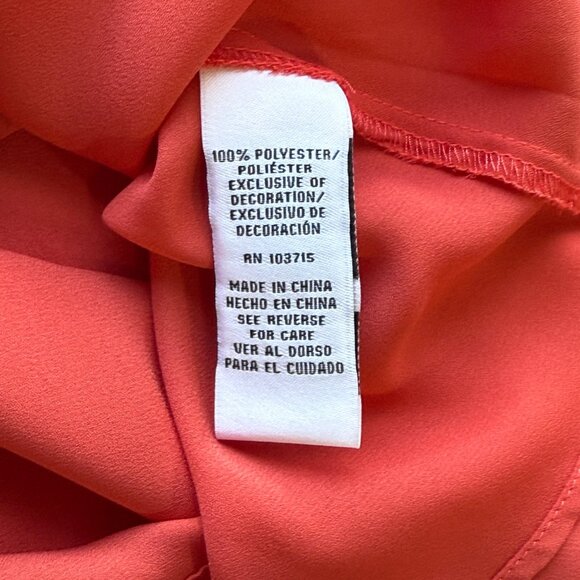 100% POLYESTER/
POLIÉSTER
EXCLUSIVE OF
DECORATION/
EXCLUSIVO DE
DECORACIÓN
RN 103715
MADE IN CHINA
HECHO EN CHINA
SEE REVERSE
FOR CARE
VER AL DORSO
PARA EL CUIDADO